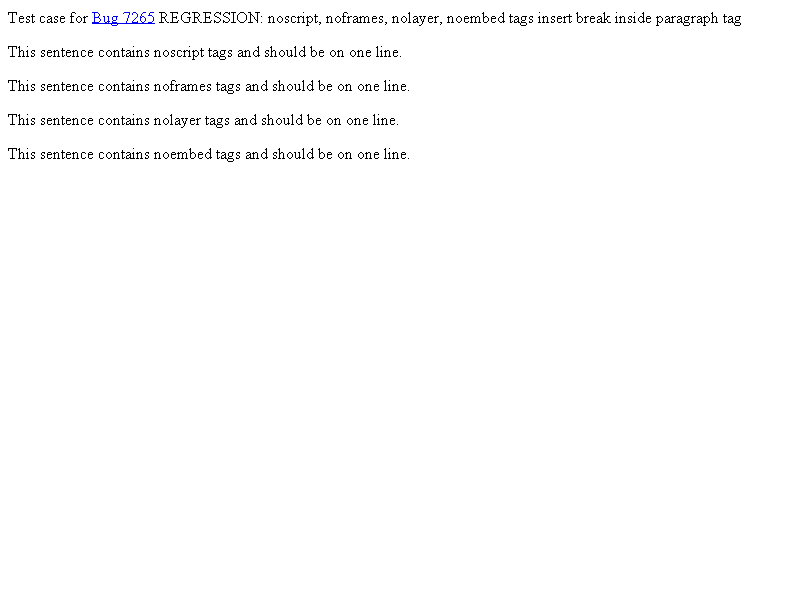 Test case for Bug 7265 REGRESSION: noscript, noframes, nolayer, noembed tags insert break inside paragraph tag
This sentence contains noscript tags and should be on one line.
This sentence contains noframes tags and should be on one line.
This sentence contains nolayer tags and should be on one line.
This sentence contains noembed tags and should be on one line.